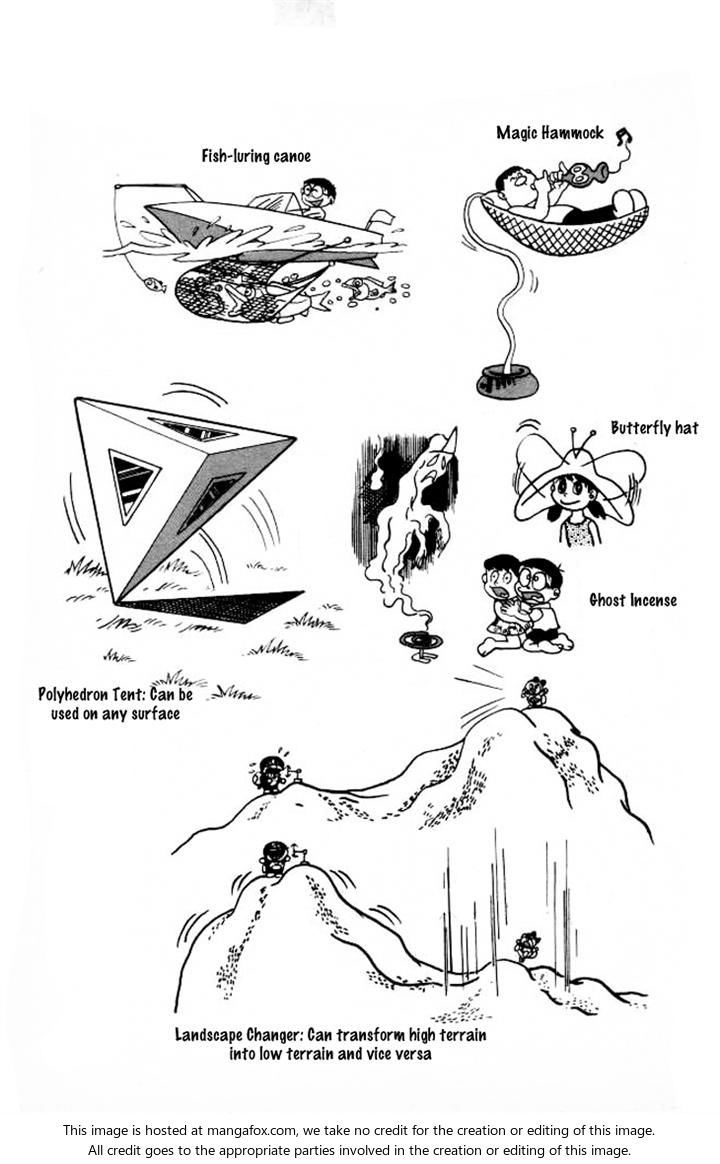 Magic Hammock
Fish-luring canoe
Butterfly hat
Ghost Incense
Polyhedron Tent: Can be
used on any surface
Landscape Changer: Can transform high terrain
into low terrain and vice versa
This image is hosted at mangafox.com, we take no credit for the creation or editing of this image.
All credit goes to the appropriate parties involved in the creation or editing of this image.